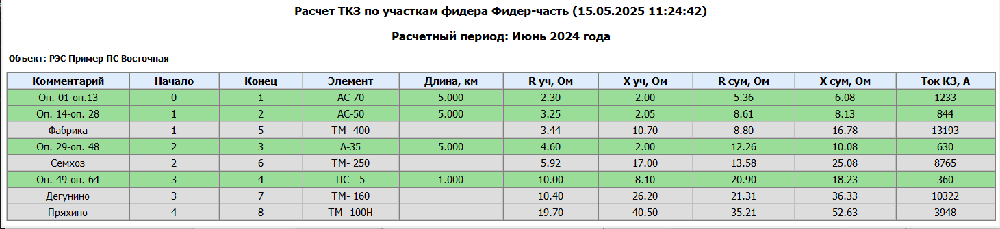 Расчет ТКЗ по участкам фидера Фидер-часть (15.05.2025 11:24:42)
Расчетный период: Июнь 2024 года
Объект: РЭС Пример ПС Восточная
Комментарий Начало Конец Элемент Длина, км R уч, Ом X уч, Ом R сум, Ом X сум, Ом Ток КЗ, А
Оп. 01-оп.13 0 1 АС-70 5.000 2.30 2.00 5.36 6.08 1233
Оп. 14-оп. 28 1 2 АС-50 5.000 3.25 2.05 8.61 8.13 844
Фабрика 1 5 ТМ- 400 3.44 10.70 8.80 16.78 13193
Оп. 29-оп. 48 2 3 А-35 5.000 4.60 2.00 12.26 10.08 630
Семхоз 2 6 ТМ- 250 5.92 17.00 13.58 25.08 8765
Оп. 49-оп. 64 3 4 ПС- 5 1.000 10.00 8.10 20.90 18.23 360
Дегунино 3 7 ТМ- 160 10.40 26.20 21.31 36.33 10322
Пряхино 4 8 ТМ- 100Н 19.70 40.50 35.21 52.63 3948